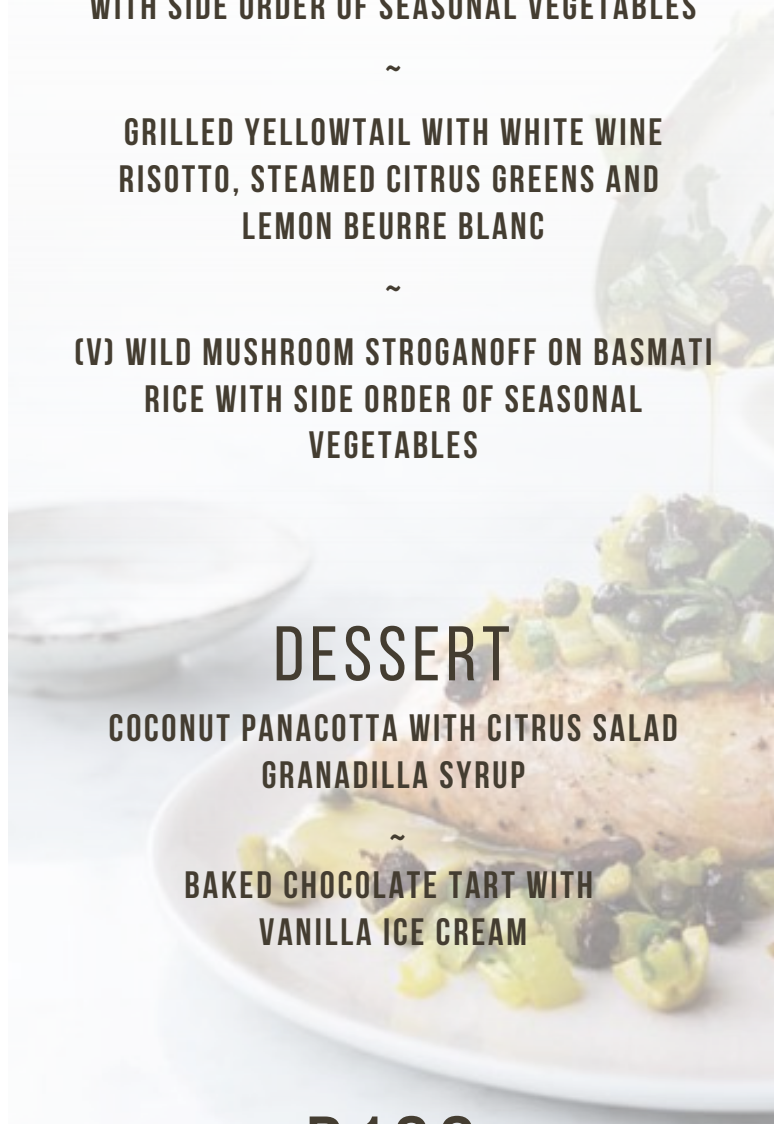 WITH SIDE ORDER OF SEASONAL VEGETABLES
~
GRILLED YELLOWTAIL WITH WHITE WINE
RISOTTO, STEAMED CITRUS GREENS AND
LEMON BEURRE BLANC
~
(V) WILD MUSHROOM STROGANOFF ON BASMATI
RICE WITH SIDE ORDER OF SEASONAL
VEGETABLES
DESSERT
COCONUT PANACOTTA WITH CITRUS SALAD
GRANADILLA SYRUP
~
BAKED CHOCOLATE TART WITH
VANILLA ICE CREAM